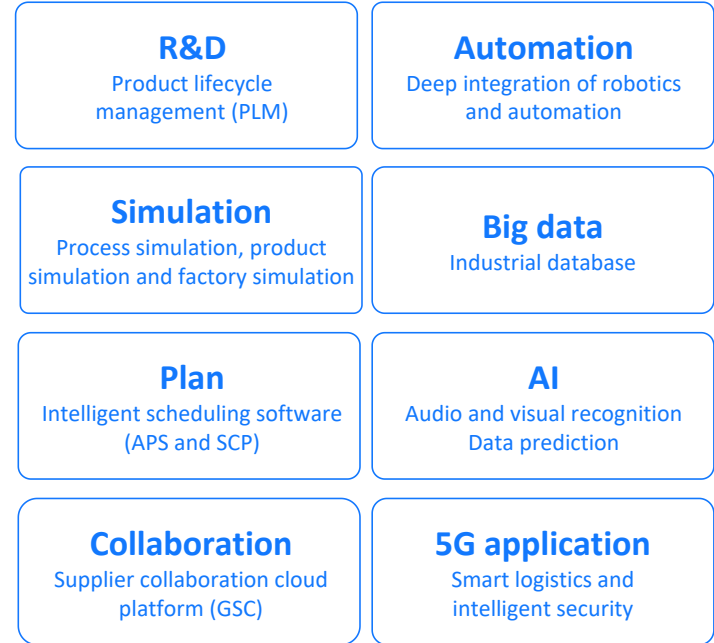 R&D
Product lifecycle
management (PLM)
Automation
Deep integration of robotics
and automation
Simulation
Process simulation, product
simulation and factory simulation
Big data
Industrial database
Plan
Intelligent scheduling software
(APS and SCP)
AI
Audio and visual recognition
Data prediction
Collaboration
Supplier collaboration cloud
platform (GSC)
5G application
Smart logistics and
intelligent security